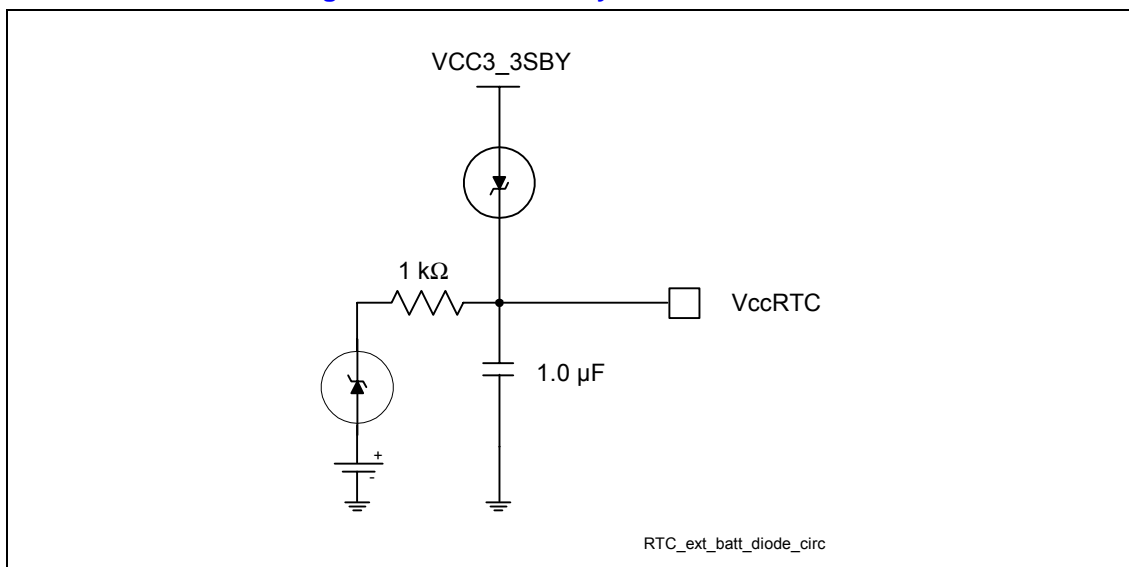 VCC3_3SBY
1 kΩ
VccRTC
1.0 µF
+
-
RTC_ext_batt_diode_circ